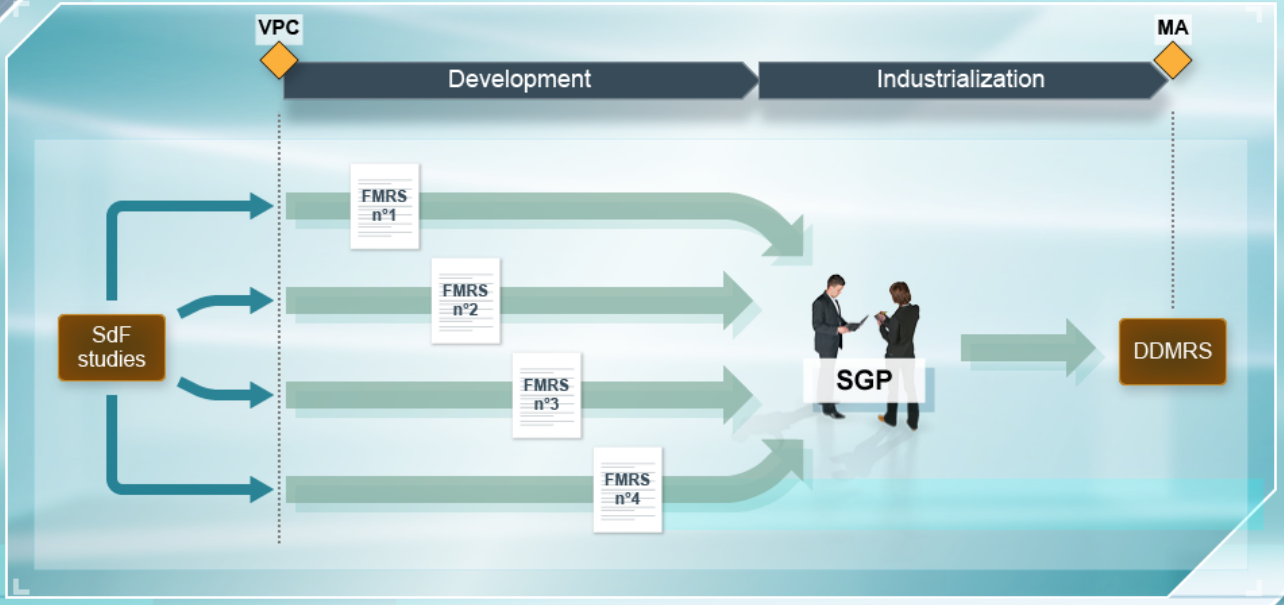 VPC
MA
Development
Industrialization
FMRS
n°1
FMRS
n°2
SdF
studies
DDMRS
FMRS
n°3
SGP
FMRS
n°4